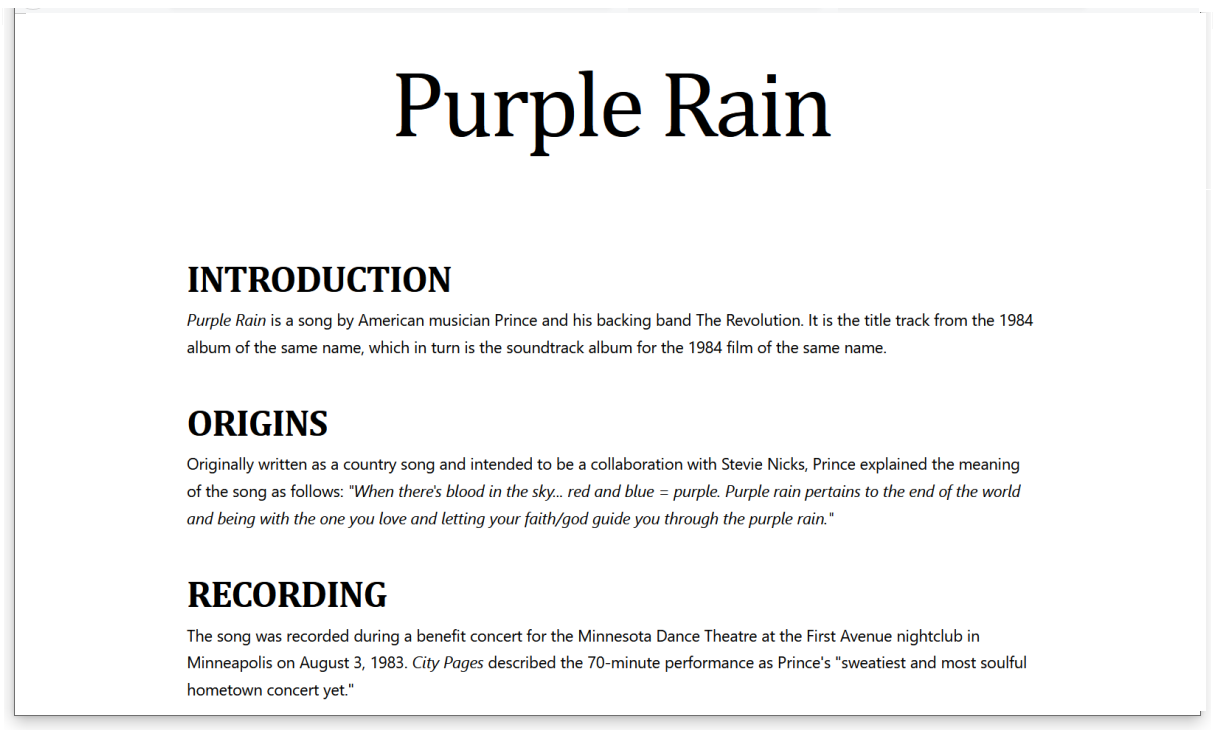 Purple Rain
INTRODUCTION
Purple Rain is a song by American musician Prince and his backing band The Revolution. It is the title track from the 1984
album of the same name, which in turn is the soundtrack album for the 1984 film of the same name.
ORIGINS
Originally written as a country song and intended to be a collaboration with Stevie Nicks, Prince explained the meaning
of the song as follows: "When there's blood in the sky... red and blue = purple. Purple rain pertains to the end of the world
and being with the one you love and letting your faith/god guide you through the purple rain."
RECORDING
The song was recorded during a benefit concert for the Minnesota Dance Theatre at the First Avenue nightclub in
Minneapolis on August 3, 1983. City Pages described the 70-minute performance as Prince's "sweatiest and most soulful
hometown concert yet."